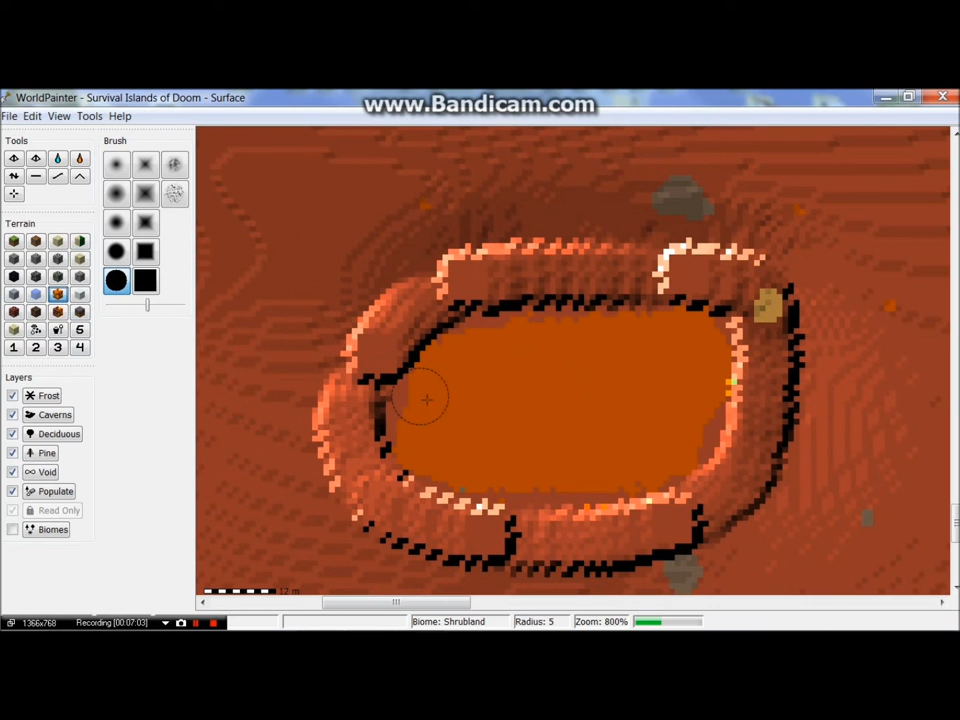 WorldPainter - Survival Islands of Doom - Surface
www.Bandicam.com
File Edit View Tools Help
Tools
Brush
Terrain
5
1 2 3 4
Layers
Frost
Caverns
Deciduous
Pine
Void
Populate
Read Only
Biomes
12 m
1366x768 Recording [00:07:03]
Biome: Shrubland
Radius: 5
Zoom: 800%